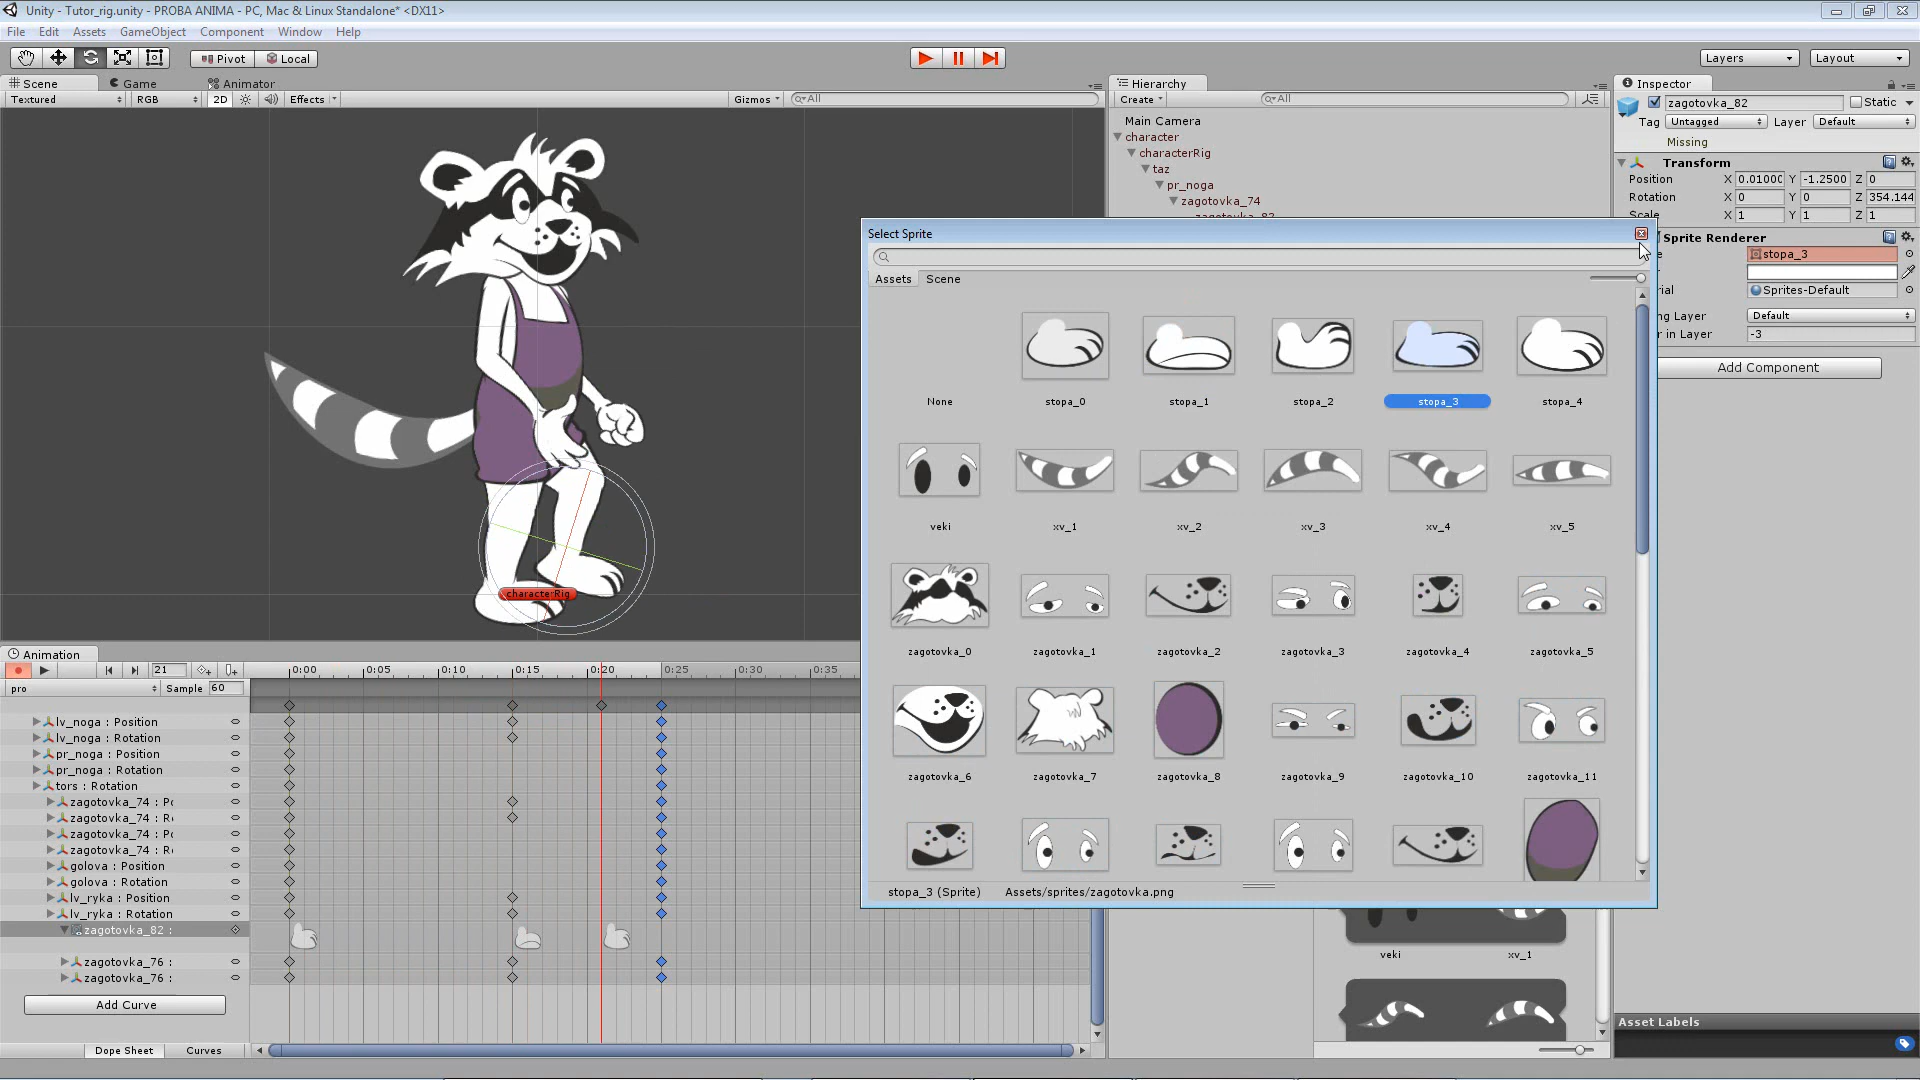 Unity - Tutor_rig.unity - PROBA ANIMA - PC, Mac & Linux Standalone* <DX11>
File Edit Assets GameObject Component Window Help
Pivot Local Layers Layout
Scene Game Animator Hierarchy Inspector
Textured RGB 2D Effects Gizmos All Create All
zagotovka_82 Static
Tag Untagged Layer Default
Missing
Main Camera
character
characterRig
taz
pr_noga
zagotovka_74
zagotovka_82
Transform
Position X 0.01000 Y -1.2500 Z 0
Rotation X 0 Y 0 Z 354.144
Scale X 1 Y 1 Z 1
Sprite Renderer
stopa_3
Sprites-Default
Default
-3
Add Component
Select Sprite
Assets Scene
None stopa_0 stopa_1 stopa_2 stopa_3 stopa_4
veki xv_1 xv_2 xv_3 xv_4 xv_5
zagotovka_0 zagotovka_1 zagotovka_2 zagotovka_3 zagotovka_4 zagotovka_5
zagotovka_6 zagotovka_7 zagotovka_8 zagotovka_9 zagotovka_10 zagotovka_11
stopa_3 (Sprite) Assets/sprites/zagotovka.png
characterRig
Animation
21 0:00 0:05 0:10 0:15 0:20 0:25 0:30 0:35
pro Sample 60
lv_noga : Position
lv_noga : Rotation
pr_noga : Position
pr_noga : Rotation
tors : Rotation
zagotovka_74 : Po
zagotovka_74 : Ro
zagotovka_74 : Po
zagotovka_74 : Ro
golova : Position
golova : Rotation
lv_ryka : Position
lv_ryka : Rotation
zagotovka_82 :
zagotovka_76 :
zagotovka_76 :
Add Curve
Dope Sheet Curves
veki xv_1
Asset Labels